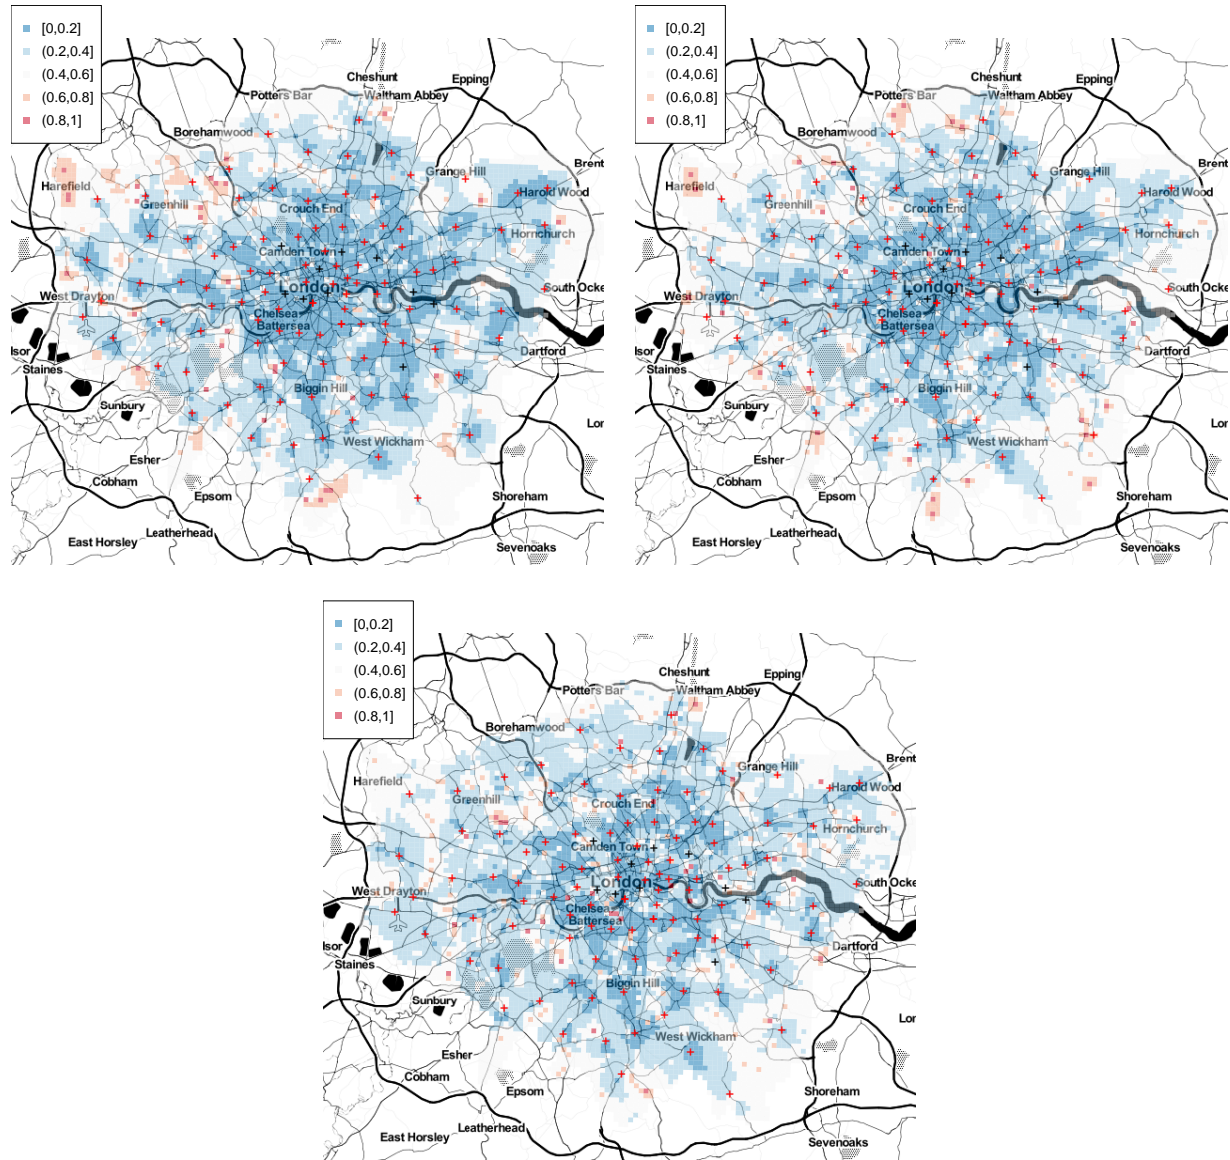 [0,0.2]
(0.2,0.4]
(0.4,0.6]
(0.6,0.8]
(0.8,1]
Cheshunt
Epping
Potters Bar
Waltham Abbey
Borehamwood
Brent
Grange Hill
Harefield
Harold Wood
Greenhill
Crouch End
Hornchurch
Camden Town
London
South Ocke
West Drayton
Chelsea
Battersea
Isor
Dartford
Staines
Biggin Hill
Sunbury
Lor
West Wickham
Esher
Cobham
Epsom
Shoreham
Leatherhead
East Horsley
Sevenoaks
[0,0.2]
(0.2,0.4]
(0.4,0.6]
(0.6,0.8]
(0.8,1]
Cheshunt
Epping
Potters Bar
Waltham Abbey
Borehamwood
Brent
Grange Hill
Harefield
Harold Wood
Greenhill
Crouch End
Hornchurch
Camden Town
London
South Ocke
West Drayton
Chelsea
Battersea
Isor
Dartford
Staines
Biggin Hill
Sunbury
Lor
West Wickham
Esher
Cobham
Epsom
Shoreham
Leatherhead
East Horsley
Sevenoaks
[0,0.2]
(0.2,0.4]
(0.4,0.6]
(0.6,0.8]
(0.8,1]
Cheshunt
Epping
Potters Bar
Waltham Abbey
Borehamwood
Brent
Grange Hill
Harefield
Harold Wood
Greenhill
Crouch End
Hornchurch
Camden Town
London
South Ocke
West Drayton
Chelsea
Battersea
Isor
Dartford
Staines
Biggin Hill
Sunbury
Lor
West Wickham
Esher
Cobham
Epsom
Shoreham
Leatherhead
East Horsley
Sevenoaks